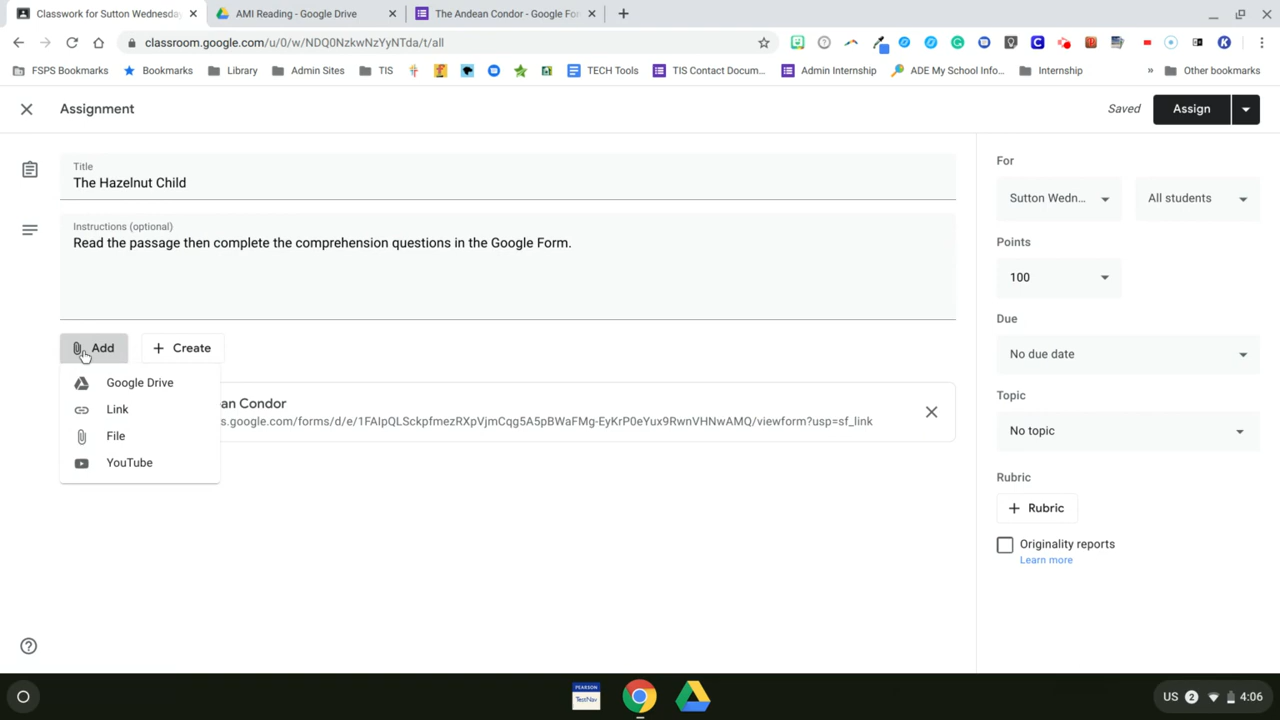 Classwork for Sutton Wednesday
AMI Reading - Google Drive
The Andean Condor - Google For
classroom.google.com/u/0/w/NDQ0NzkwNzYyNTda/t/all
FSPS Bookmarks
Bookmarks
Library
Admin Sites
TIS
TECH Tools
TIS Contact Docum...
Admin Internship
ADE My School Info...
Internship
»
Other bookmarks
Assignment
Saved
Assign
Title
The Hazelnut Child
Instructions (optional)
Read the passage then complete the comprehension questions in the Google Form.
Add
Create
Google Drive
Link
File
YouTube
ean Condor
s.google.com/forms/d/e/1FAIpQLSckpfmezRXpVjmCqg5A5pBWaFMg-EyKrP0eYux9RwnVHNwAMQ/viewform?usp=sf_link
For
Sutton Wedn...
All students
Points
100
Due
No due date
Topic
No topic
Rubric
Rubric
Originality reports
Learn more
PEARSON
TestNav
US
2
4:06